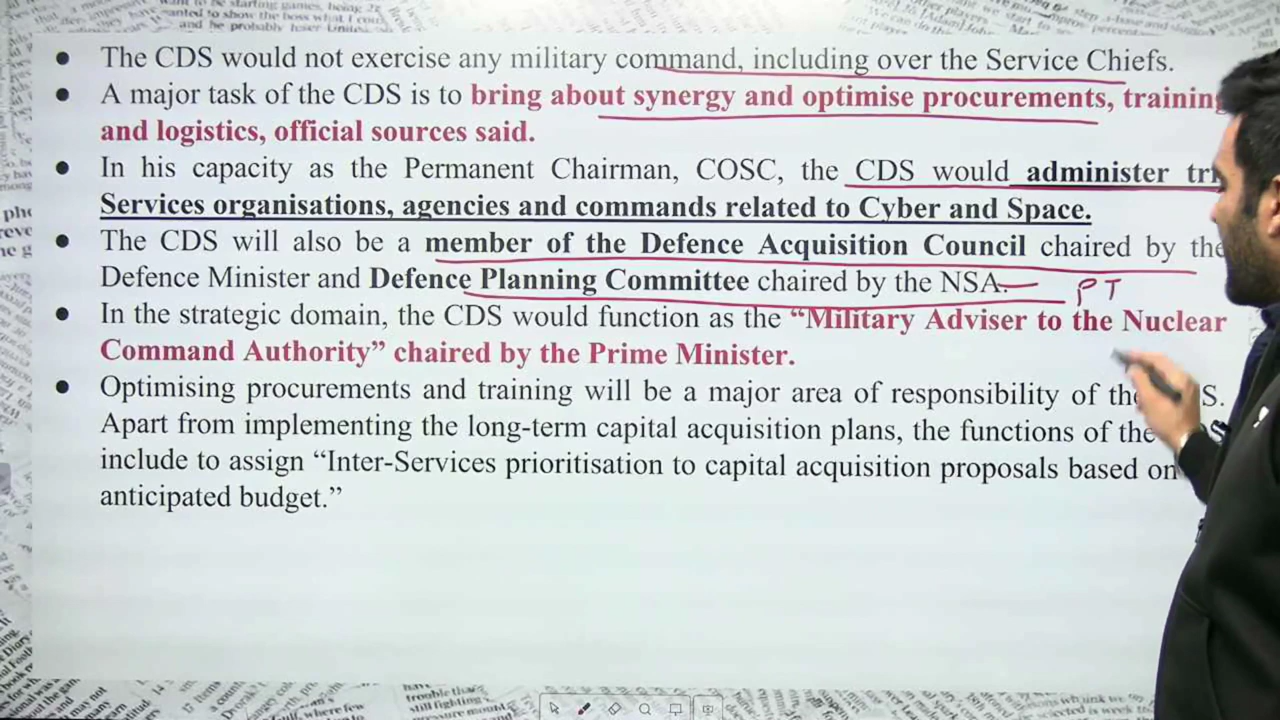 ● The CDS would not exercise any military command, including over the Service Chiefs.
● A major task of the CDS is to bring about synergy and optimise procurements, training
and logistics, official sources said.
● In his capacity as the Permanent Chairman, COSC, the CDS would administer
Services organisations, agencies and commands related to Cyber and Space.
● The CDS will also be a member of the Defence Acquisition Council chaired by the
Defence Minister and Defence Planning Committee chaired by the NSA.
PT
● In the strategic domain, the CDS would function as the “Military Adviser to the Nuclear
Command Authority” chaired by the Prime Minister.
● Optimising procurements and training will be a major area of responsibility of the
Apart from implementing the long-term capital acquisition plans, the functions of the
include to assign “Inter-Services prioritisation to capital acquisition proposals based on
anticipated budget.”